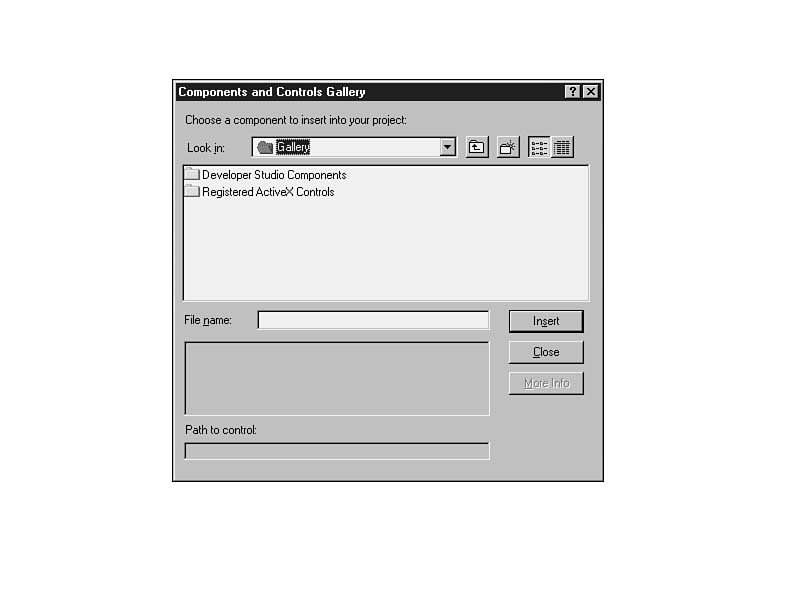 Components and Controls Gallery
Choose a component to insert into your project:
Look in: Gallery
Developer Studio Components
Registered ActiveX Controls
File name: Insert
Close
More Info
Path to control: